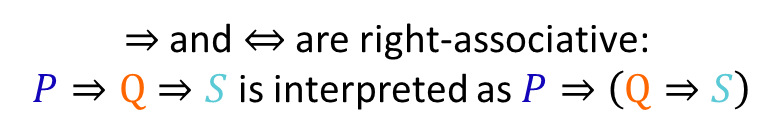 ⇒ and ⇔ are right-associative:
P ⇒ Q ⇒ S is interpreted as P ⇒ (Q ⇒ S)